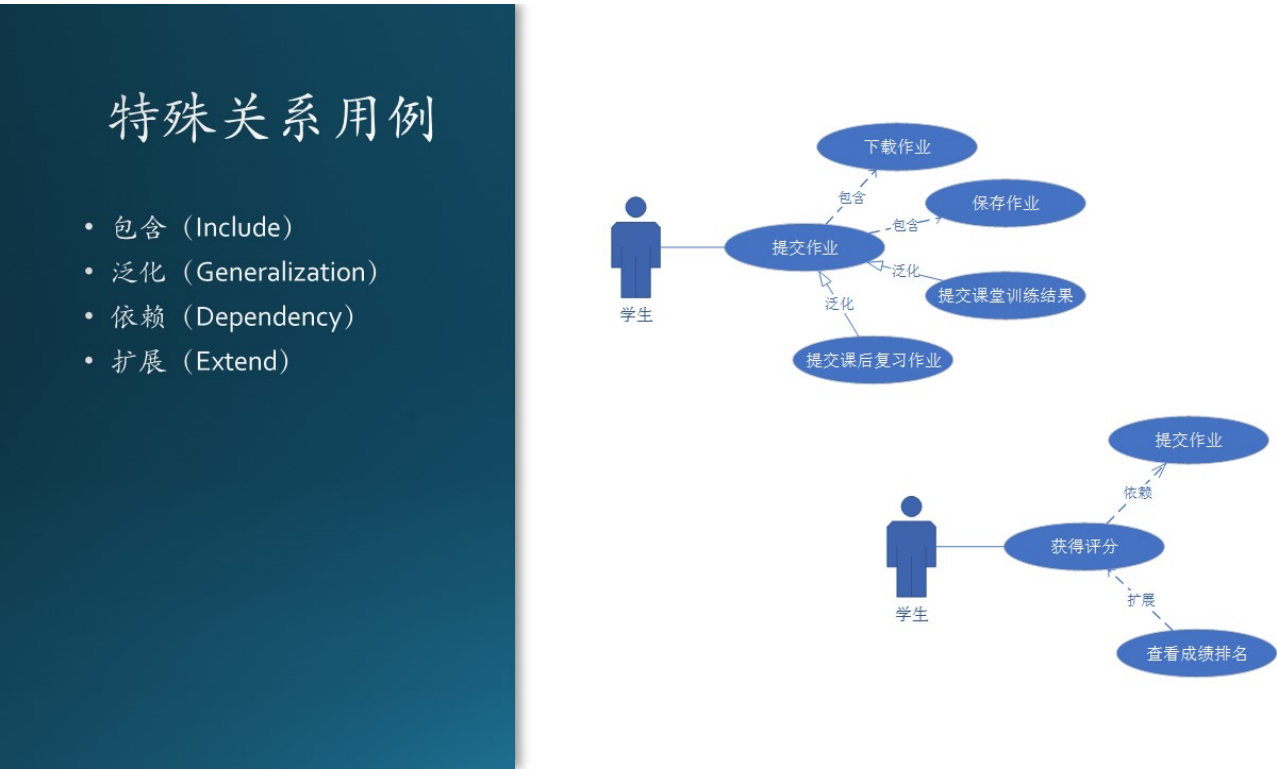 特殊关系用例
• 包含（Include）
• 泛化（Generalization）
• 依赖（Dependency）
• 扩展（Extend）
下载作业
包含
保存作业
包含
提交作业
泛化
提交课堂训练结果
泛化
学生
提交课后复习作业
提交作业
依赖
获得评分
扩展
学生
查看成绩排名